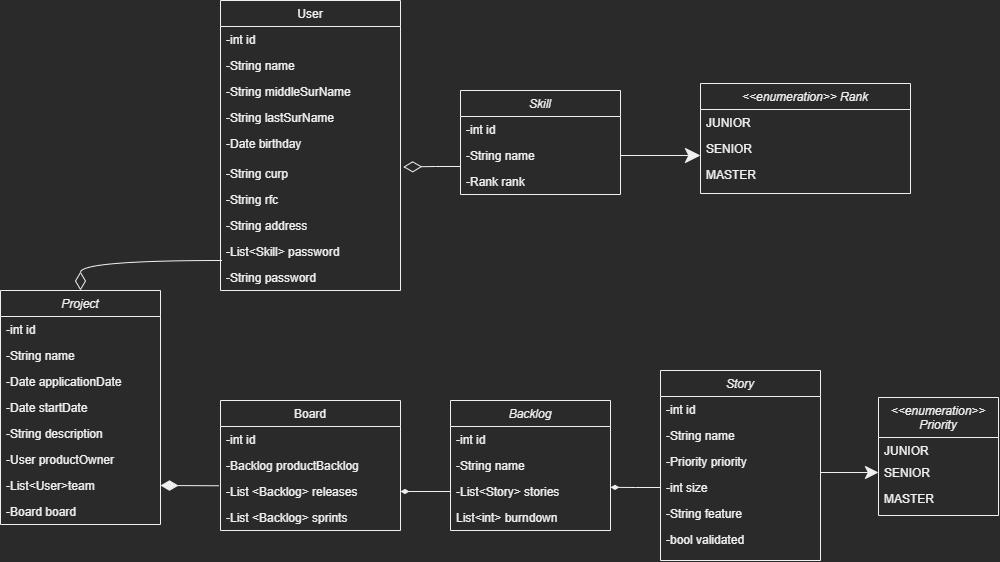 User
-int id
-String name
-String middleSurName
-String lastSurName
-Date birthday
-String curp
-String rfc
-String address
-List<Skill> password
-String password
Skill
-int id
-String name
-Rank rank
<<enumeration>> Rank
JUNIOR
SENIOR
MASTER
Project
-int id
-String name
-Date applicationDate
-Date startDate
-String description
-User productOwner
-List<User>team
-Board board
Board
-int id
-Backlog productBacklog
-List <Backlog> releases
-List <Backlog> sprints
Backlog
-int id
-String name
-List<Story> stories
List<int> burndown
Story
-int id
-String name
-Priority priority
-int size
-String feature
-bool validated
<<enumeration>>
Priority
JUNIOR
SENIOR
MASTER